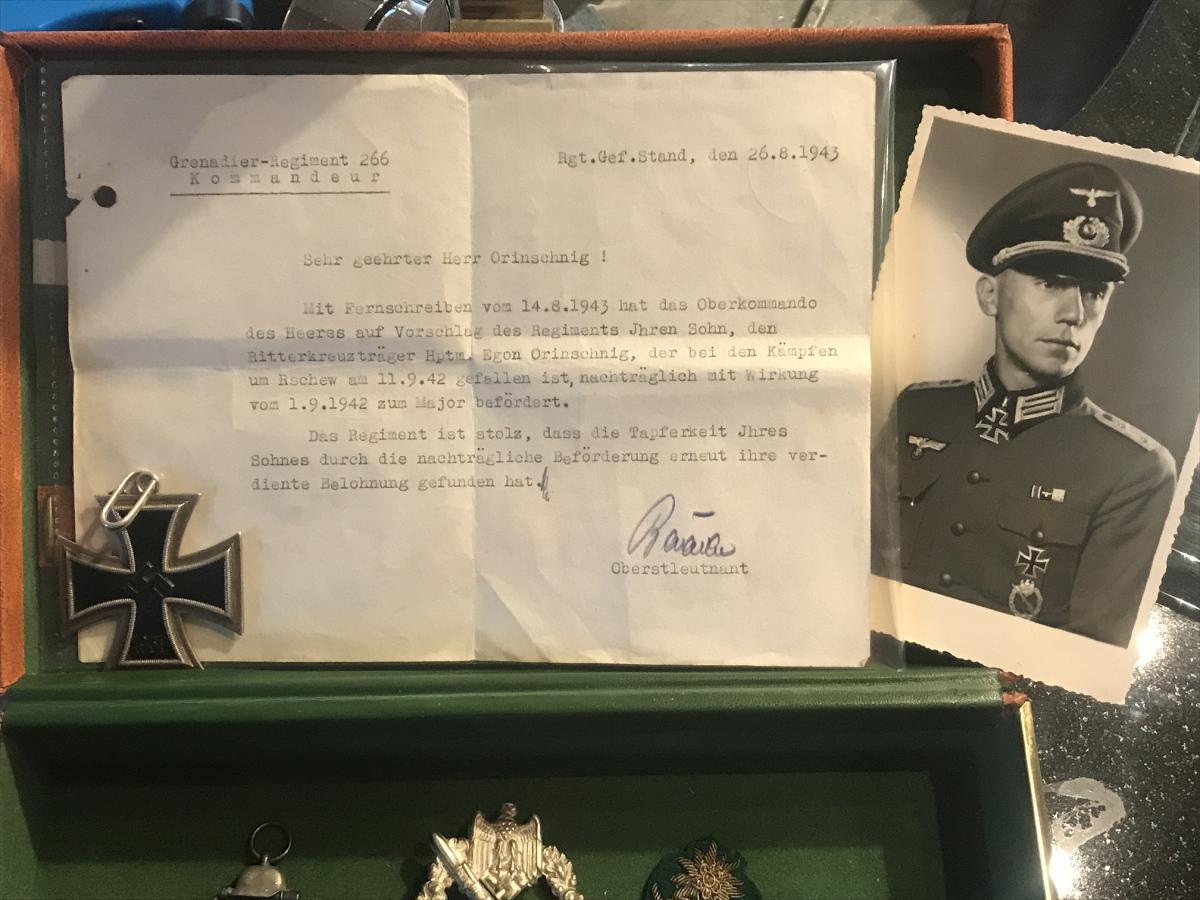 Grenadier-Regiment 266
Kommandeur
Rgt.Gef.Stand, den 26.8.1943
Sehr geehrter Herr Orinschnig !
Mit Fernschreiben vom 14.8.1943 hat das Oberkommando
des Heeres auf Vorschlag des Regiments Jhren Sohn, den
Ritterkreuzträger Hptm. Egon Orinschnig, der bei den Kämpfen
um Rschew am 11.9.42 gefallen ist, nachträglich mit Wirkung
vom 1.9.1942 zum Major befördert.
Das Regiment ist stolz, dass die Tapferkeit Jhres
Sohnes durch die nachträgliche Beförderung erneut ihre ver-
diente Belohnung gefunden hat.
Oberstleutnant